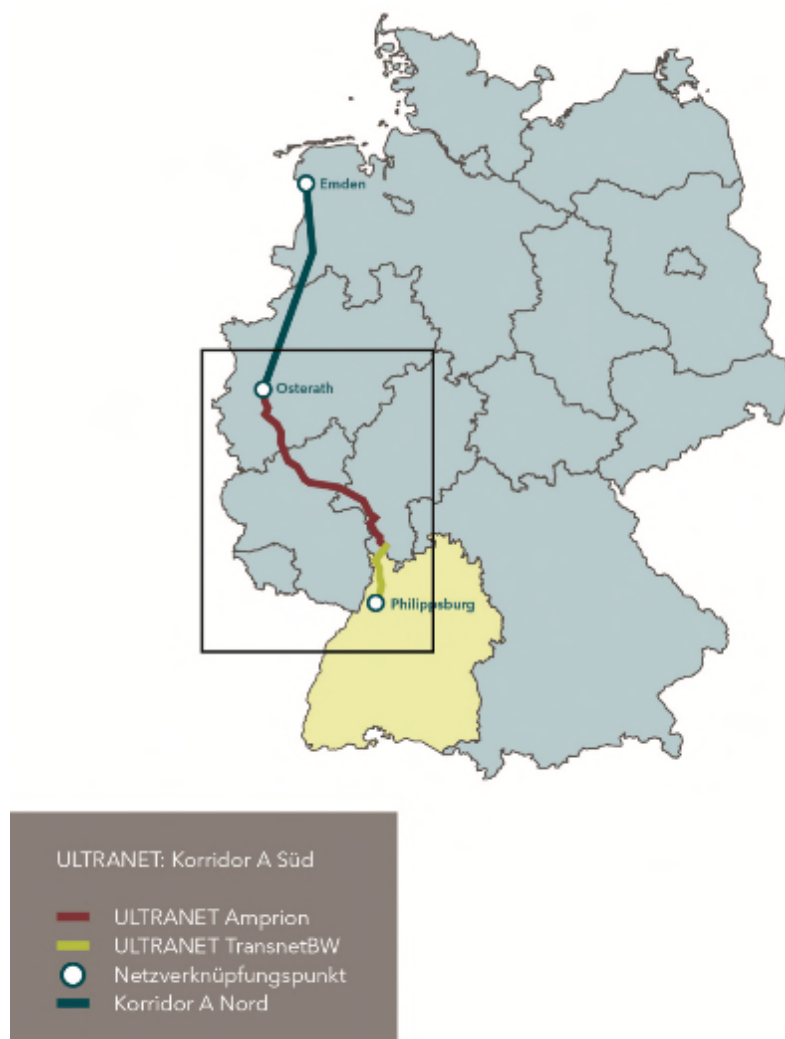 Emden
Osterath
Philippsburg
ULTRANET: Korridor A Süd
ULTRANET Amprion
ULTRANET TransnetBW
Netzverknüpfungspunkt
Korridor A Nord